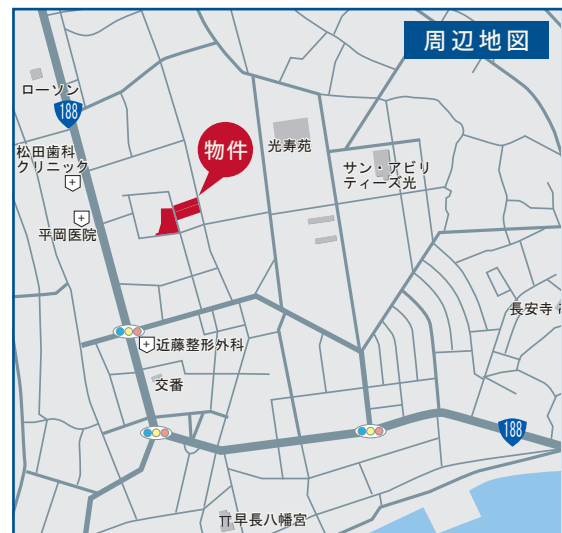 周辺地図
ローソン
188
松田歯科
クリニック
平岡医院
物件
光寿苑
サン・アビリ
ティーズ光
長安寺
近藤整形外科
交番
188
早長八幡宮